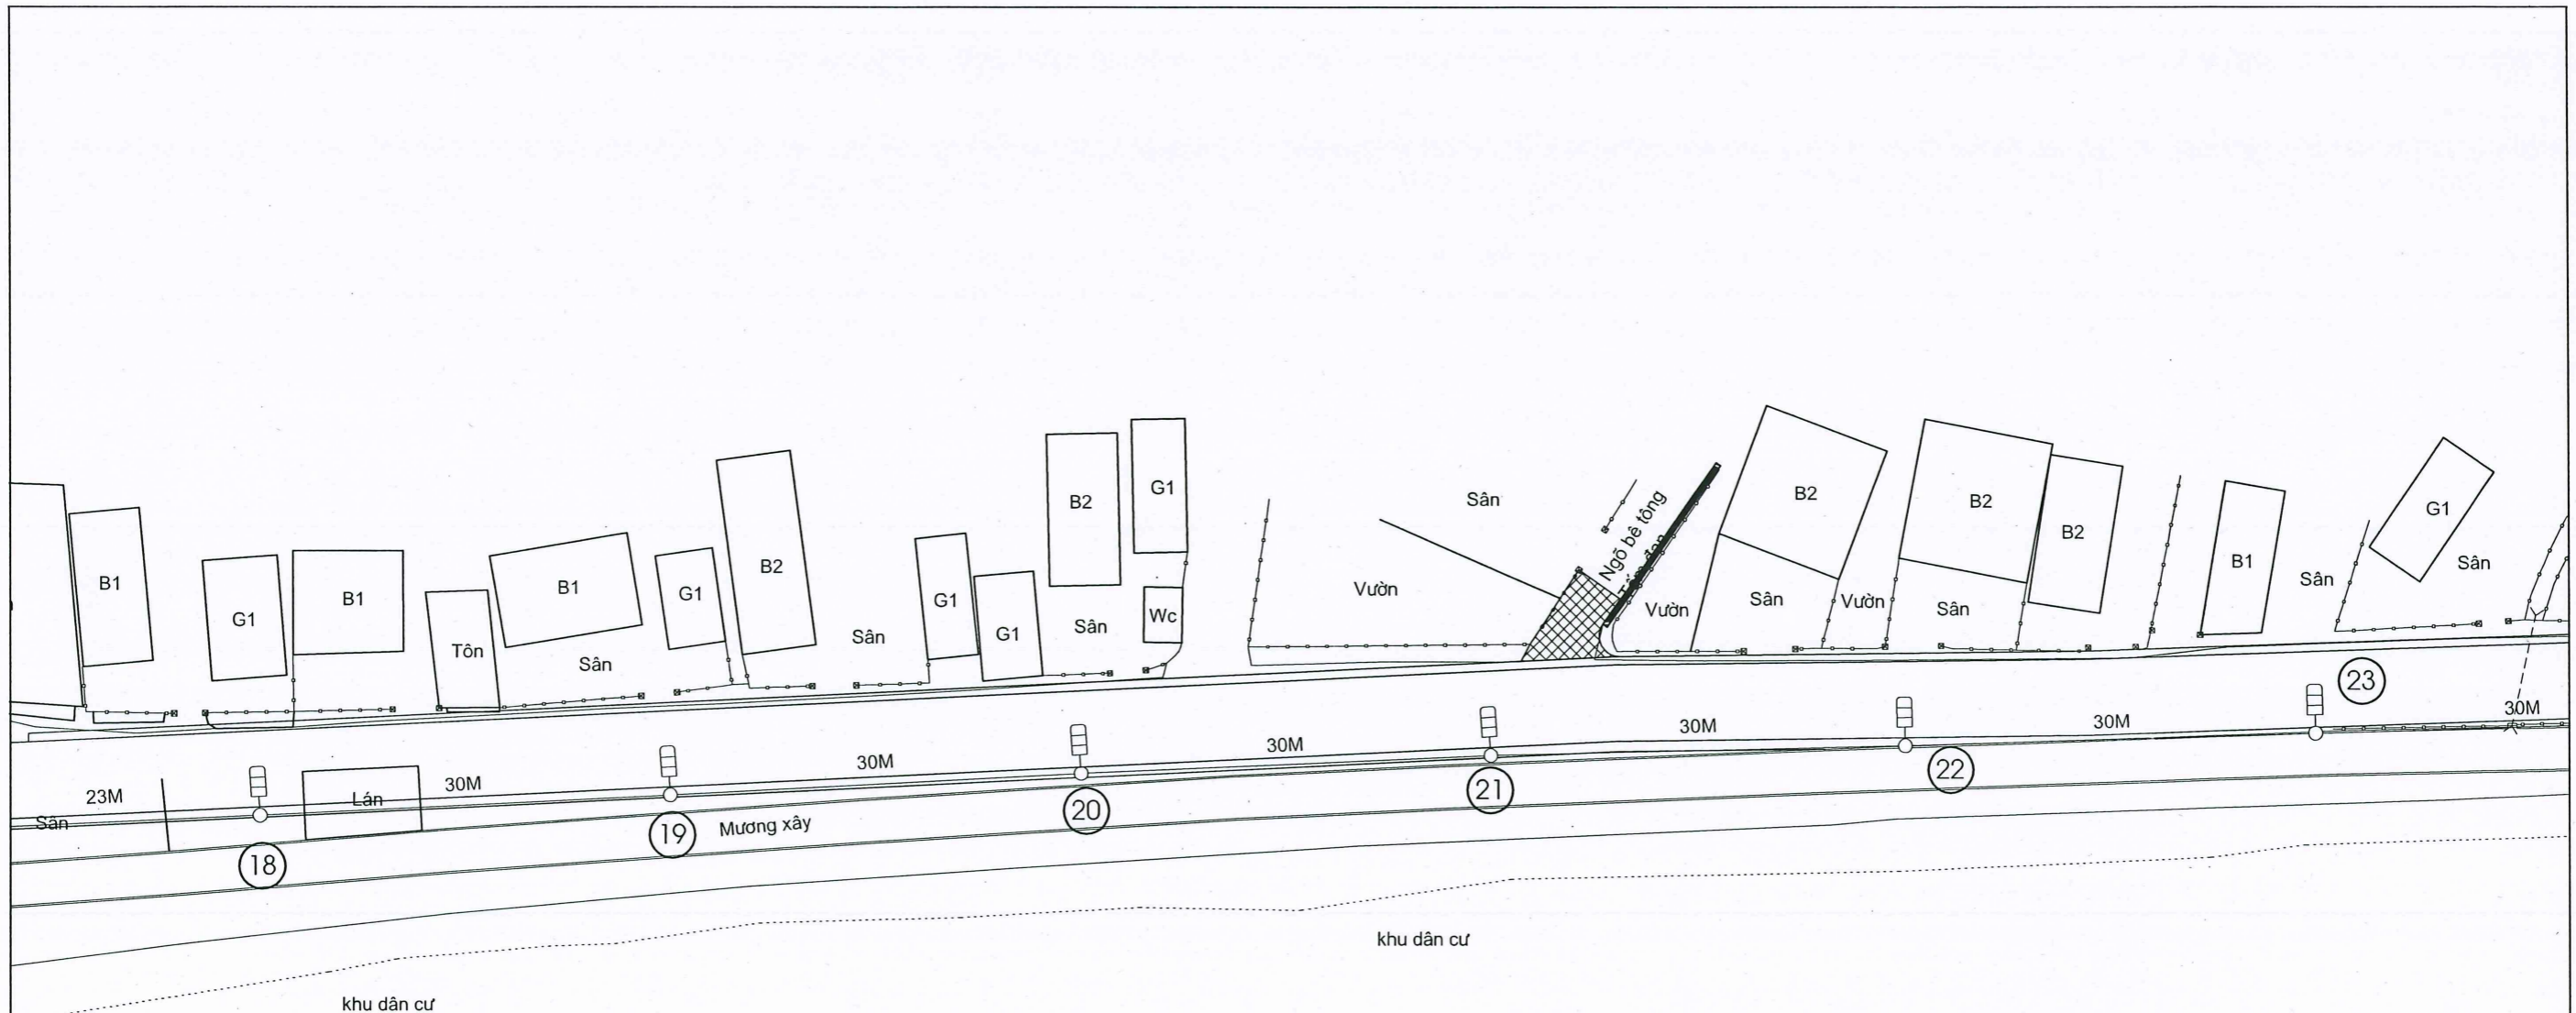 B2
G1
B2
B2
B2
B2
G1
Sân
B1
G1
B1
B1
G1
B2
G1
G1
Tôn
Sân
Sân
Sân
Wc
Vườn
Ngõ bê tông
Vườn
Sân
Vườn
Sân
B1
Sân
Sân
23M
30M
30M
30M
30M
30M
30M
Sân
Lán
Mương xây
18
19
20
21
22
23
khu dân cư
khu dân cư